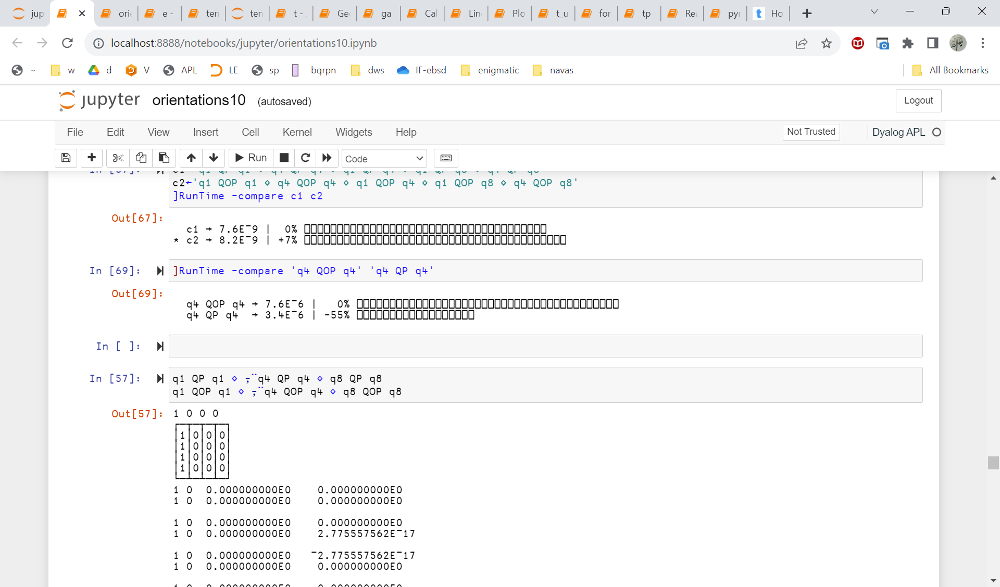 jup
orie
e -
ten
ten
t - .
Geo
ga
Cal
Lin
Plo
t_u
for
tp
Rea
pyr
Ho
localhost:8888/notebooks/jupyter/orientations10.ipynb
~ w d V APL LE sp bqrpn dws IF-ebsd enigmatic navas All Bookmarks
jupyter orientations10 (autosaved) Logout
File Edit View Insert Cell Kernel Widgets Help Not Trusted Dyalog APL
Run Code
c2←'q1 QOP q1 ⋄ q4 QOP q4 ⋄ q1 QOP q4 ⋄ q1 QOP q8 ⋄ q4 QOP q8'
]RunTime -compare c1 c2
Out[67]:
c1 → 7.6E¯9 | 0% ⎕⎕⎕⎕⎕⎕⎕⎕⎕⎕⎕⎕⎕⎕⎕⎕⎕⎕⎕⎕⎕⎕⎕⎕⎕⎕⎕⎕⎕⎕⎕⎕⎕⎕⎕⎕⎕
* c2 → 8.2E¯9 | +7% ⎕⎕⎕⎕⎕⎕⎕⎕⎕⎕⎕⎕⎕⎕⎕⎕⎕⎕⎕⎕⎕⎕⎕⎕⎕⎕⎕⎕⎕⎕⎕⎕⎕⎕⎕⎕⎕⎕⎕⎕
In [69]: ]RunTime -compare 'q4 QOP q4' 'q4 QP q4'
Out[69]:
q4 QOP q4 → 7.6E¯6 | 0% ⎕⎕⎕⎕⎕⎕⎕⎕⎕⎕⎕⎕⎕⎕⎕⎕⎕⎕⎕⎕⎕⎕⎕⎕⎕⎕⎕⎕⎕⎕⎕⎕⎕⎕⎕⎕⎕⎕⎕⎕
q4 QP q4 → 3.4E¯6 | -55% ⎕⎕⎕⎕⎕⎕⎕⎕⎕⎕⎕⎕⎕⎕⎕⎕⎕⎕
In [ ]:
In [57]: q1 QP q1 ⋄ ⍪¨q4 QP q4 ⋄ q8 QP q8
q1 QOP q1 ⋄ ⍪¨q4 QOP q4 ⋄ q8 QOP q8
Out[57]: 1 0 0 0
1 0 0 0
1 0 0 0
1 0 0 0
1 0 0 0
1 0 0.000000000E0 0.000000000E0
1 0 0.000000000E0 0.000000000E0
1 0 0.000000000E0 0.000000000E0
1 0 0.000000000E0 2.775557562E¯17
1 0 0.000000000E0 ¯2.775557562E¯17
1 0 0.000000000E0 0.000000000E0